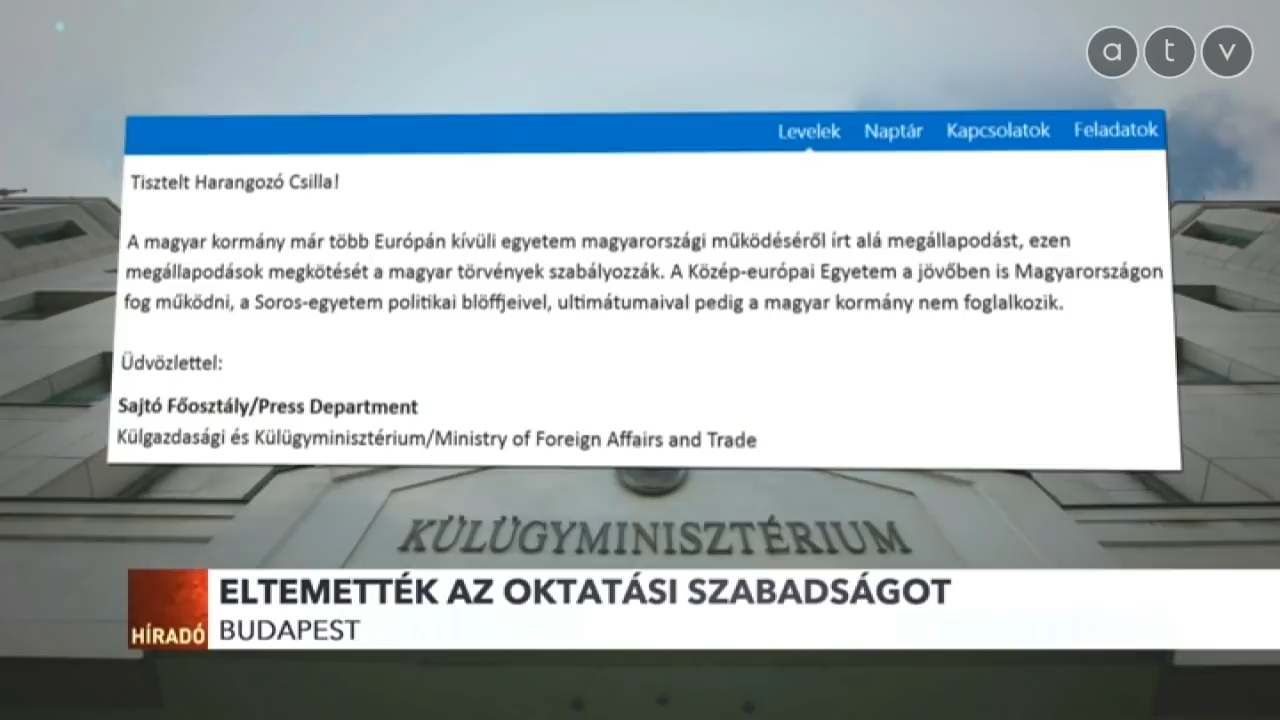 a t v
Levelek Naptár Kapcsolatok Feladatok
Tisztelt Harangozó Csilla!
A magyar kormány már több Európán kívüli egyetem magyarországi működéséről írt alá megállapodást, ezen
megállapodások megkötését a magyar törvények szabályozzák. A Közép-európai Egyetem a jövőben is Magyarországon
fog működni, a Soros-egyetem politikai blöffjeivel, ultimátumaival pedig a magyar kormány nem foglalkozik.
Üdvözlettel:
Sajtó Főosztály/Press Department
Külgazdasági és Külügyminisztérium/Ministry of Foreign Affairs and Trade
KÜLÜGYMINISZTÉRIUM
ELTEMETTÉK AZ OKTATÁSI SZABADSÁGOT
HÍRADÓ BUDAPEST